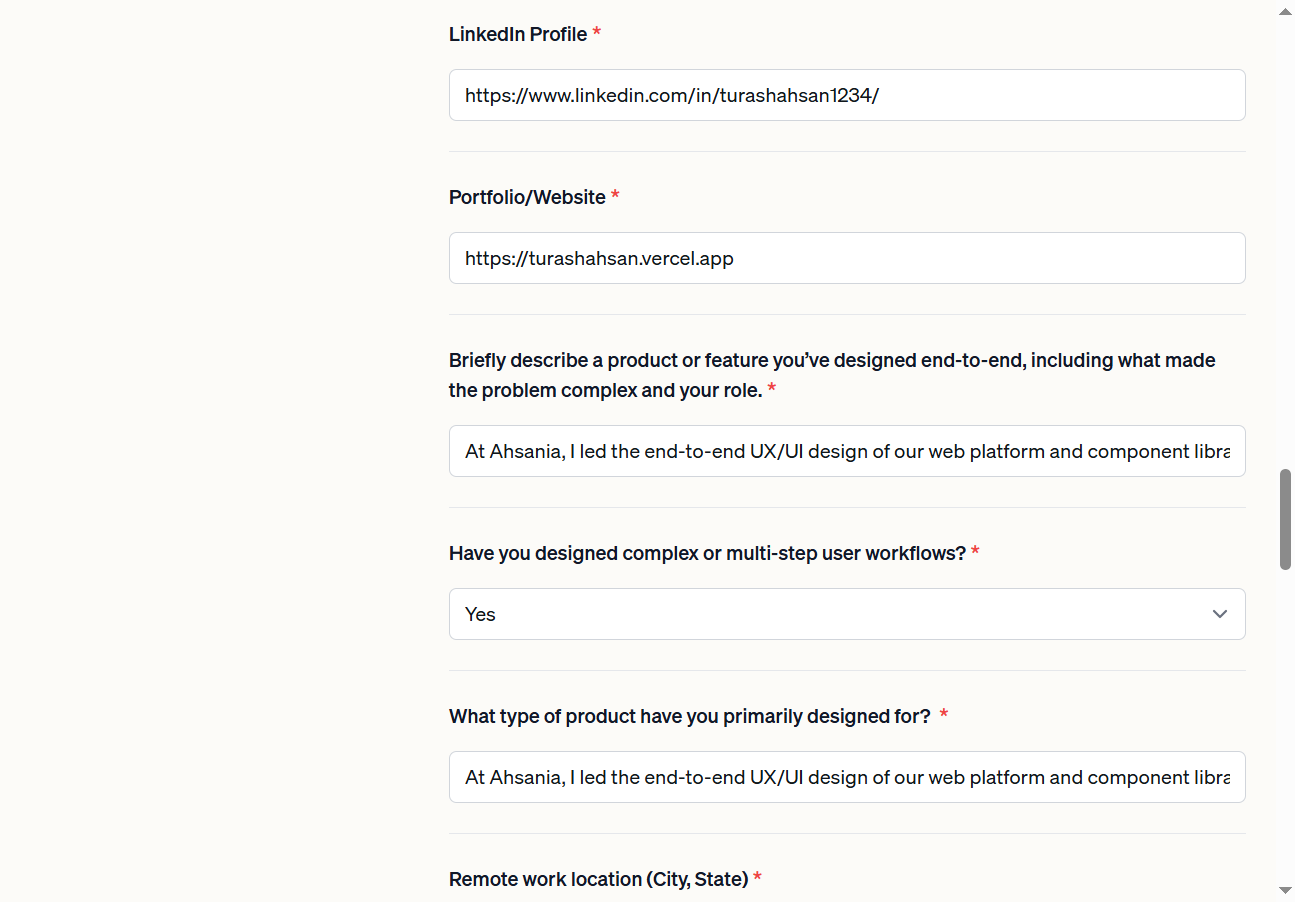 LinkedIn Profile *
https://www.linkedin.com/in/turashahsan1234/
Portfolio/Website *
https://turashahsan.vercel.app
Briefly describe a product or feature you’ve designed end-to-end, including what made
the problem complex and your role. *
At Ahsania, I led the end-to-end UX/UI design of our web platform and component libra
Have you designed complex or multi-step user workflows? *
Yes
What type of product have you primarily designed for? *
At Ahsania, I led the end-to-end UX/UI design of our web platform and component libra
Remote work location (City, State) *